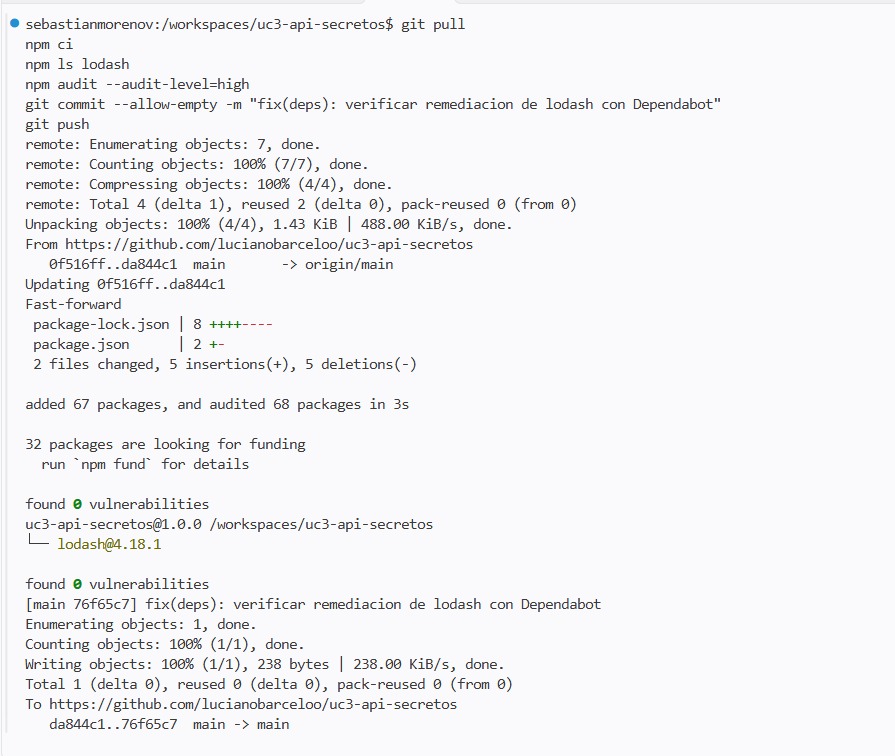 sebastianmorenov:/workspaces/uc3-api-secretos$ git pull
npm ci
npm ls lodash
npm audit --audit-level=high
git commit --allow-empty -m "fix(deps): verificar remediacion de lodash con Dependabot"
git push
remote: Enumerating objects: 7, done.
remote: Counting objects: 100% (7/7), done.
remote: Compressing objects: 100% (4/4), done.
remote: Total 4 (delta 1), reused 2 (delta 0), pack-reused 0 (from 0)
Unpacking objects: 100% (4/4), 1.43 KiB | 488.00 KiB/s, done.
From https://github.com/lucianobarceloo/uc3-api-secretos
   0f516ff..da844c1  main       -> origin/main
Updating 0f516ff..da844c1
Fast-forward
 package-lock.json | 8 ++++----
 package.json      | 2 +-
 2 files changed, 5 insertions(+), 5 deletions(-)

added 67 packages, and audited 68 packages in 3s

32 packages are looking for funding
  run `npm fund` for details

found 0 vulnerabilities
uc3-api-secretos@1.0.0 /workspaces/uc3-api-secretos
└── lodash@4.18.1

found 0 vulnerabilities
[main 76f65c7] fix(deps): verificar remediacion de lodash con Dependabot
Enumerating objects: 1, done.
Counting objects: 100% (1/1), done.
Writing objects: 100% (1/1), 238 bytes | 238.00 KiB/s, done.
Total 1 (delta 0), reused 0 (delta 0), pack-reused 0 (from 0)
To https://github.com/lucianobarceloo/uc3-api-secretos
   da844c1..76f65c7  main -> main